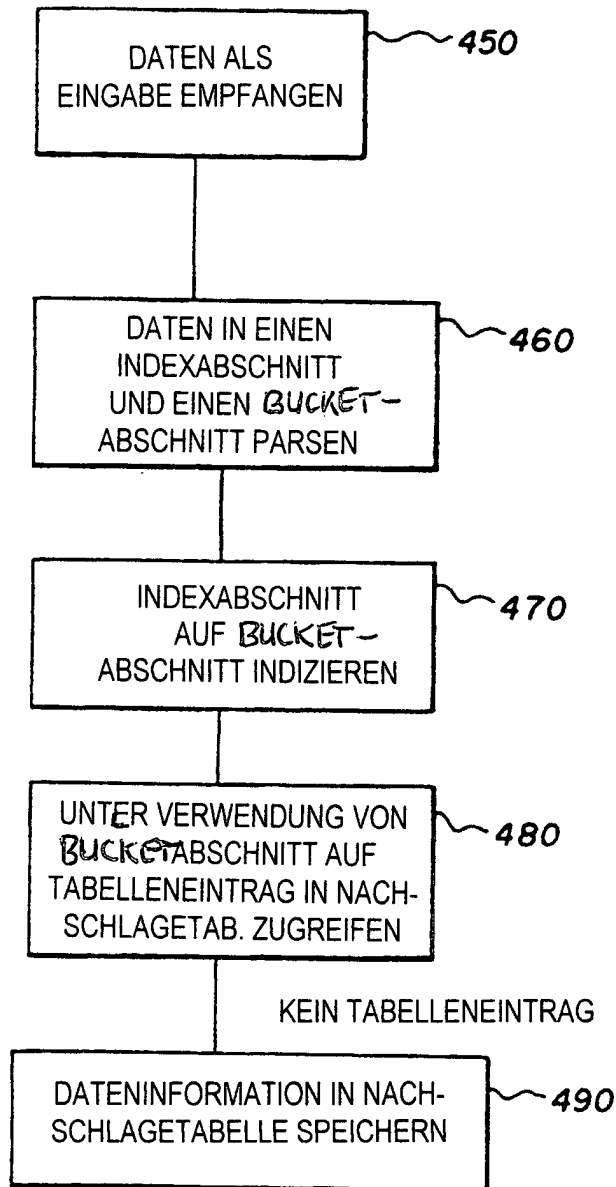 DATEN ALS
EINGABE EMPFANGEN
450
DATEN IN EINEN
INDEXABSCHNITT
UND EINEN BUCKET-
ABSCHNITT PARSEN
460
INDEXABSCHNITT
AUF BUCKET-
ABSCHNITT INDIZIEREN
470
UNTER VERWENDUNG VON
BUCKETABSCHNITT AUF
TABELLENEINTRAG IN NACH-
SCHLAGETAB. ZUGREIFEN
480
KEIN TABELLENEINTRAG
DATENINFORMATION IN NACH-
SCHLAGETABELLE SPEICHERN
490